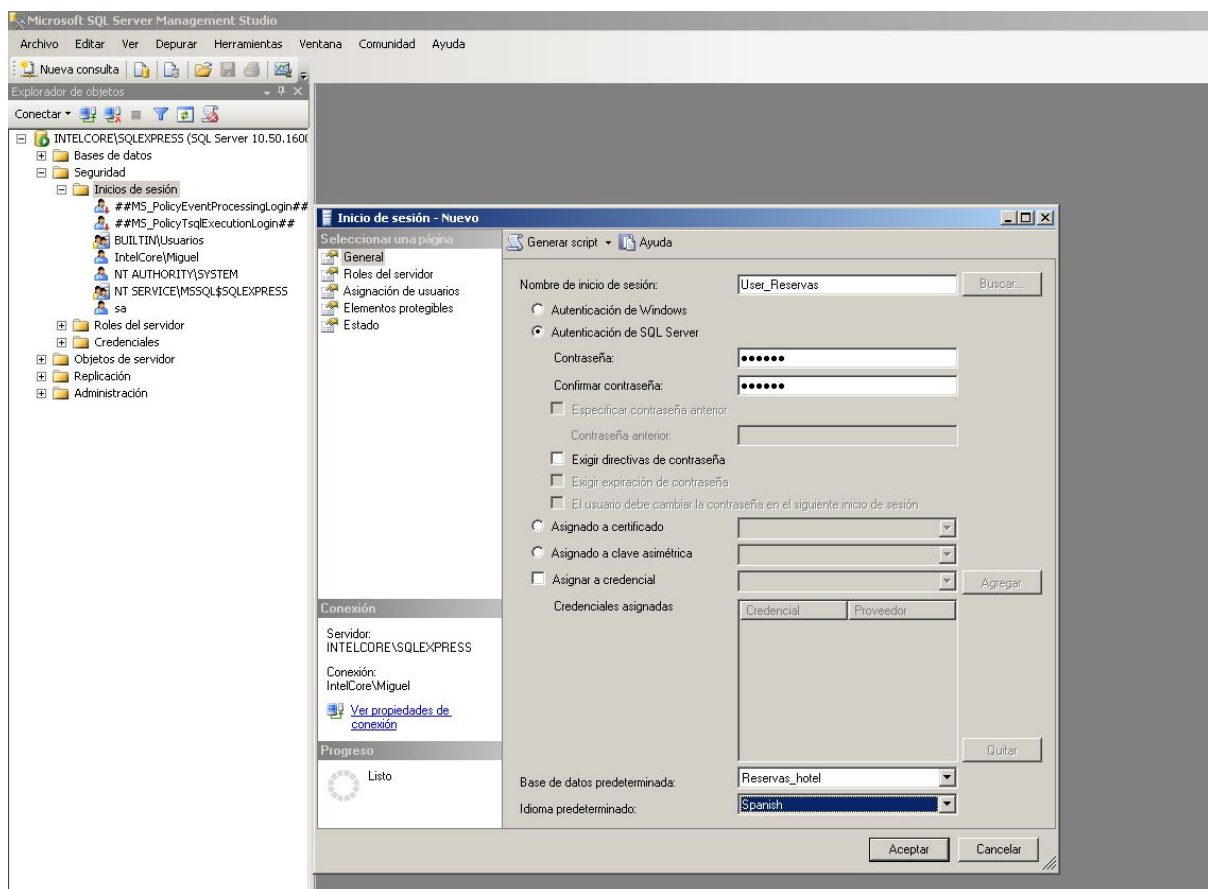 Microsoft SQL Server Management Studio
Archivo Editar Ver Depurar Herramientas Ventana Comunidad Ayuda
Nueva consulta
Explorador de objetos
Conectar
INTELCORE\SQLEXPRESS (SQL Server 10.50.160
Bases de datos
Seguridad
Inicios de sesión
##MS_PolicyEventProcessingLogin##
##MS_PolicyTsqlExecutionLogin##
BUILTIN\Usuarios
IntelCore\Miguel
NT AUTHORITY\SYSTEM
NT SERVICE\MSSQL$SQLEXPRESS
sa
Roles del servidor
Credenciales
Objetos de servidor
Replicación
Administración
Inicio de sesión - Nuevo
Seleccionar una página
General
Roles del servidor
Asignación de usuarios
Elementos protegibles
Estado
Conexión
Servidor:
INTELCORE\SQLEXPRESS
Conexión:
IntelCore\Miguel
Ver propiedades de
conexión
Progreso
Listo
Generar script Ayuda
Nombre de inicio de sesión: User_Reservas Buscar...
Autenticación de Windows
Autenticación de SQL Server
Contraseña: ●●●●●●
Confirmar contraseña: ●●●●●●
Especificar contraseña anterior
Contraseña anterior:
Exigir directivas de contraseña
Exigir expiración de contraseña
El usuario debe cambiar la contraseña en el siguiente inicio de sesión
Asignado a certificado
Asignado a clave asimétrica
Asignar a credencial Agregar
Credenciales asignadas Credencial Proveedor
Quitar
Base de datos predeterminada: Reservas_hotel
Idioma predeterminado: Spanish
Aceptar Cancelar